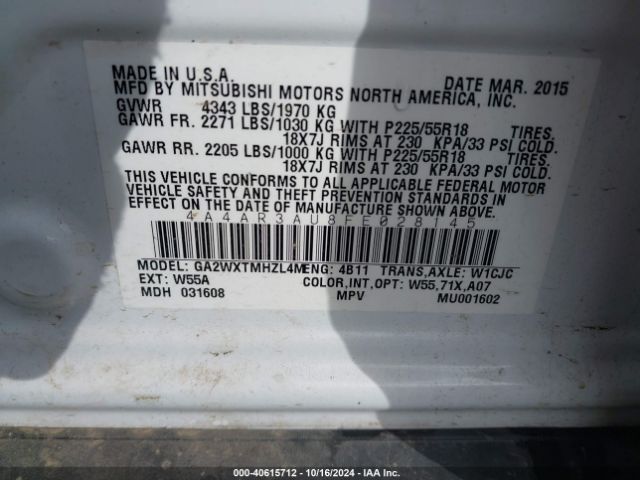 MADE IN U.S.A. DATE MAR. 2015
MFD BY MITSUBISHI MOTORS NORTH AMERICA, INC.
GVWR 4343 LBS/1970 KG
GAWR FR. 2271 LBS/1030 KG WITH P225/55R18 TIRES.
18X7J RIMS AT 230 KPA/33 PSI COLD.
GAWR RR. 2205 LBS/1000 KG WITH P225/55R18 TIRES.
18X7J RIMS AT 230 KPA/33 PSI COLD.
THIS VEHICLE CONFORMS TO ALL APPLICABLE FEDERAL MOTOR
VEHICLE SAFETY AND THEFT PREVENTION STANDARDS IN
EFFECT ON THE DATE OF MANUFACTURE SHOWN ABOVE.
4A4AR3AU8FE028145
MODEL: GA2WXTMHZL4M ENG: 4B11 TRANS,AXLE: W1CJC
EXT: W55A COLOR,INT,OPT: W55,71X,A07
MDH 031608 MPV MU001602
000-40615712 | 10/16/2024 | IAA Inc.